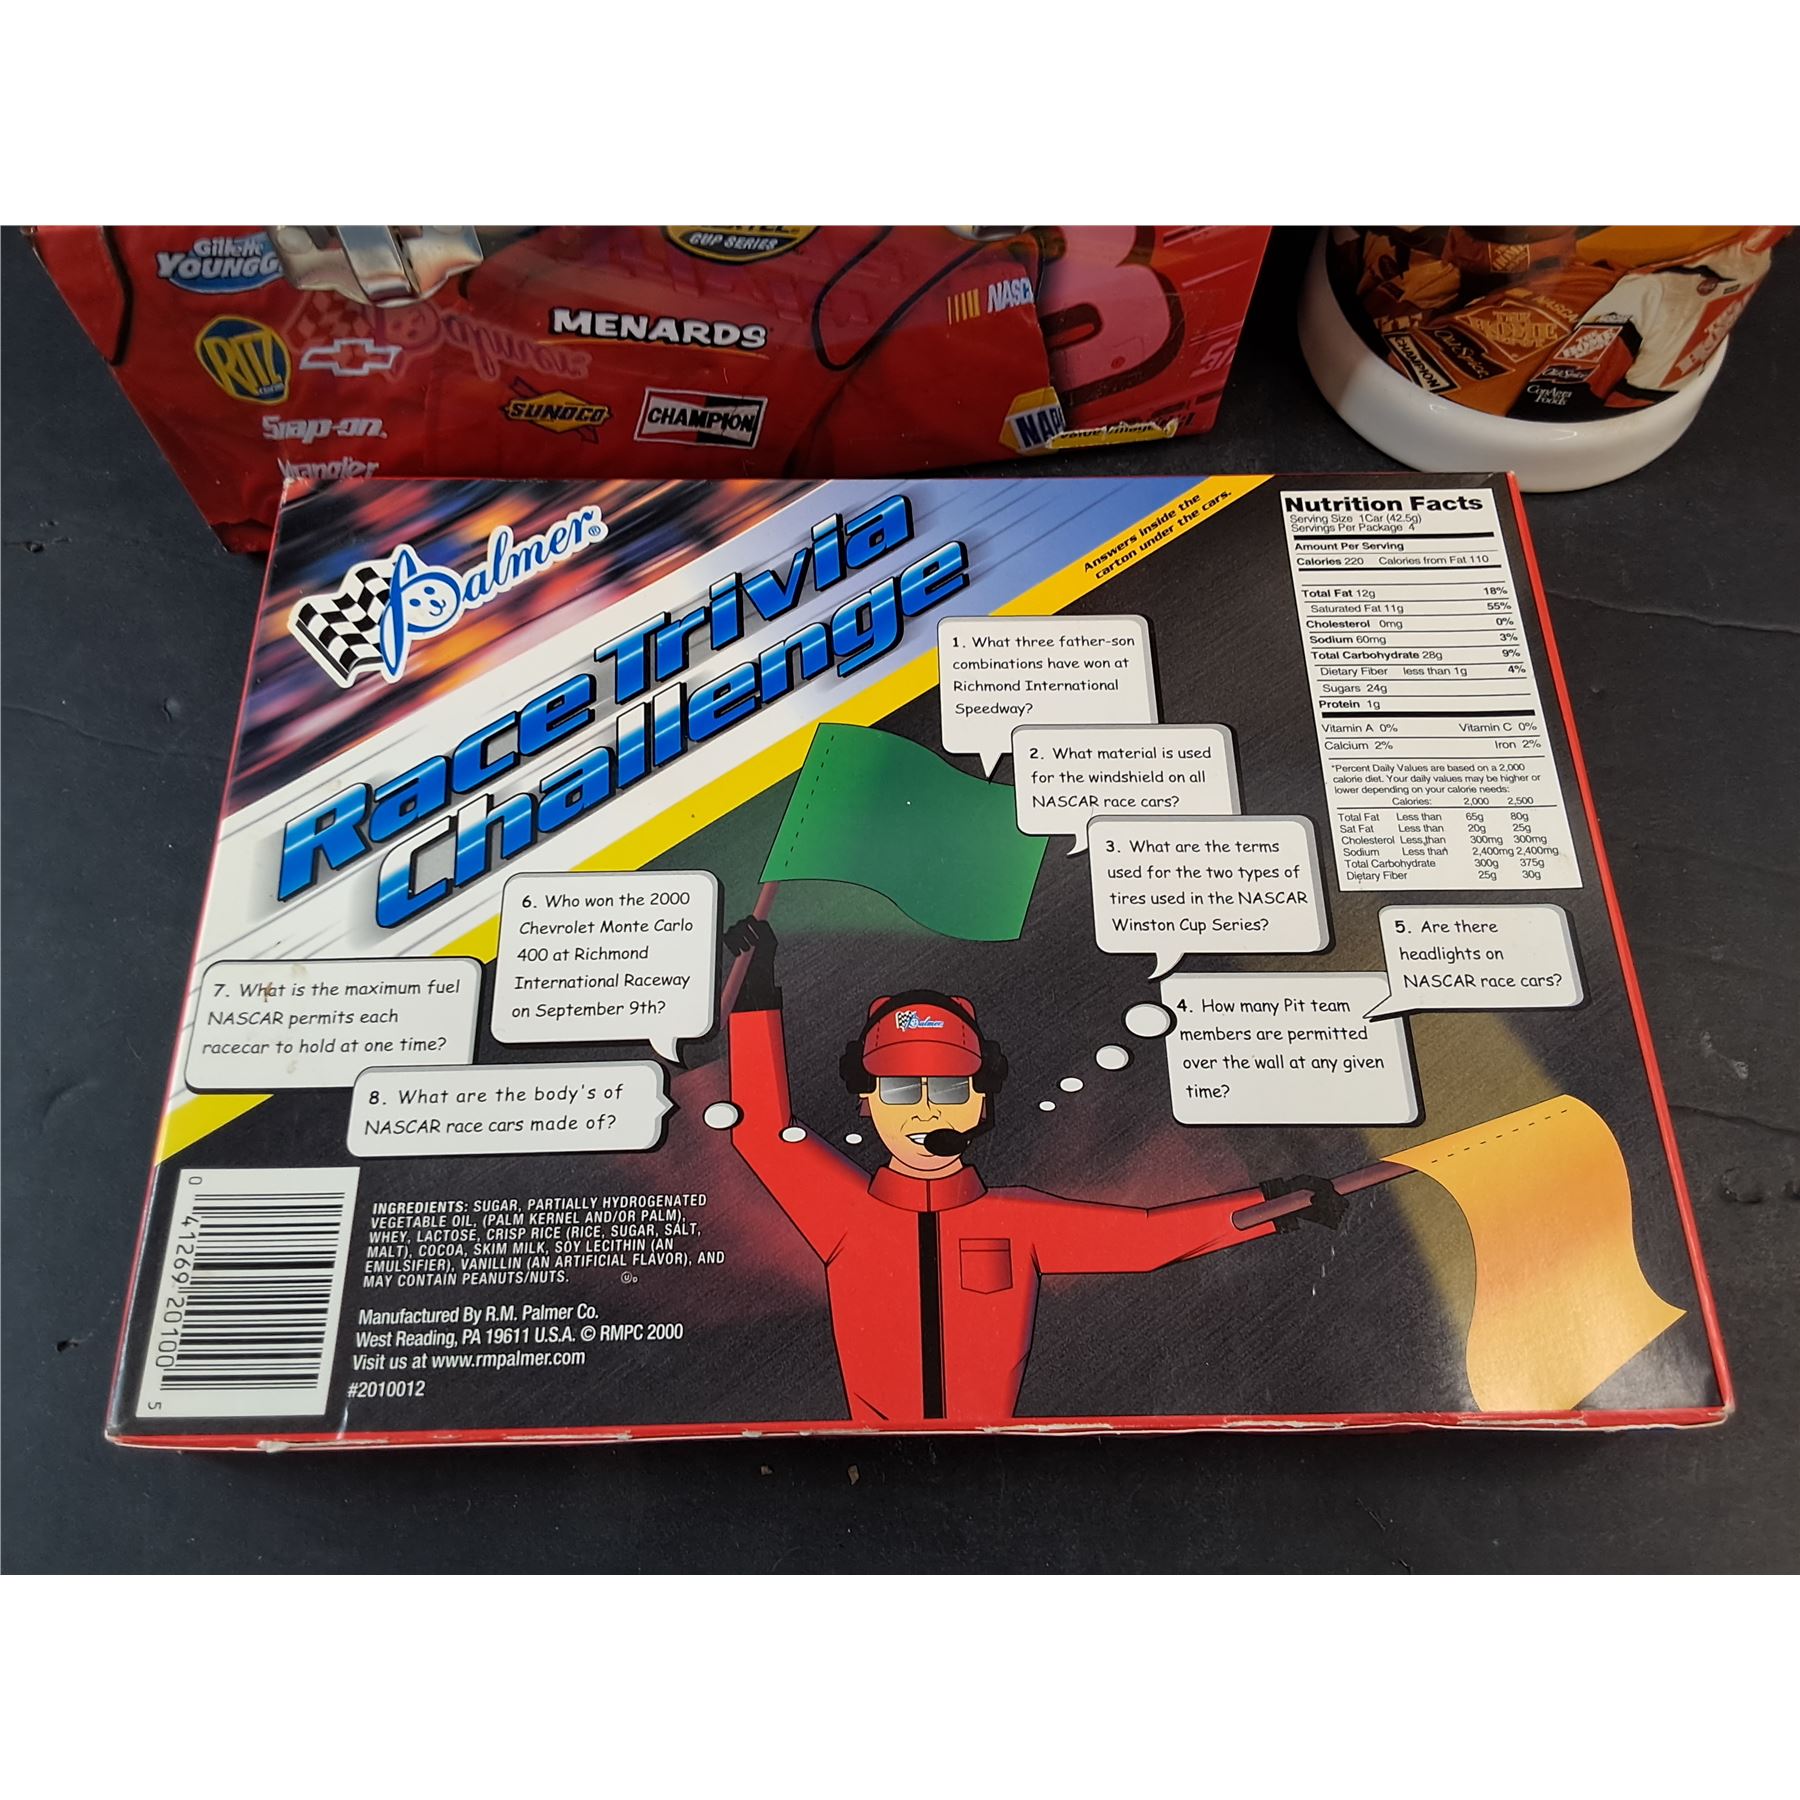 Gillette
YOUNGG
CUP SERIES
MENARDS
NASC
RITZ
Palmer
SUNOCO
CHAMPION
NAPA
Snap-on.
Wrangler
57
THE HOME
NASCAR
CHAMPION
Old Spice
Old Spice
ConAgra
Foods
Palmer®
Race Trivia
Challenge
Answers inside the
carton under the cars.
1. What three father-son
combinations have won at
Richmond International
Speedway?
2. What material is used
for the windshield on all
NASCAR race cars?
3. What are the terms
used for the two types of
tires used in the NASCAR
Winston Cup Series?
4. How many Pit team
members are permitted
over the wall at any given
time?
5. Are there
headlights on
NASCAR race cars?
6. Who won the 2000
Chevrolet Monte Carlo
400 at Richmond
International Raceway
on September 9th?
7. What is the maximum fuel
NASCAR permits each
racecar to hold at one time?
8. What are the body's of
NASCAR race cars made of?
Palmer
Nutrition Facts
Serving Size 1Car (42.5g)
Servings Per Package 4
Amount Per Serving
Calories 220 Calories from Fat 110
Total Fat 12g 18%
Saturated Fat 11g 55%
Cholesterol 0mg 0%
Sodium 60mg 3%
Total Carbohydrate 28g 9%
Dietary Fiber less than 1g 4%
Sugars 24g
Protein 1g
Vitamin A 0% Vitamin C 0%
Calcium 2% Iron 2%
*Percent Daily Values are based on a 2,000
calorie diet. Your daily values may be higher or
lower depending on your calorie needs:
Calories: 2,000 2,500
Total Fat Less than 65g 80g
Sat Fat Less than 20g 25g
Cholesterol Less than 300mg 300mg
Sodium Less than 2,400mg 2,400mg
Total Carbohydrate 300g 375g
Dietary Fiber 25g 30g
INGREDIENTS: SUGAR, PARTIALLY HYDROGENATED
VEGETABLE OIL, (PALM KERNEL AND/OR PALM),
WHEY, LACTOSE, CRISP RICE (RICE, SUGAR, SALT,
MALT), COCOA, SKIM MILK, SOY LECITHIN (AN
EMULSIFIER), VANILLIN (AN ARTIFICIAL FLAVOR), AND
MAY CONTAIN PEANUTS/NUTS.
Manufactured By R.M. Palmer Co.
West Reading, PA 19611 U.S.A. © RMPC 2000
Visit us at www.rmpalmer.com
#2010012
0 41269 20100 5